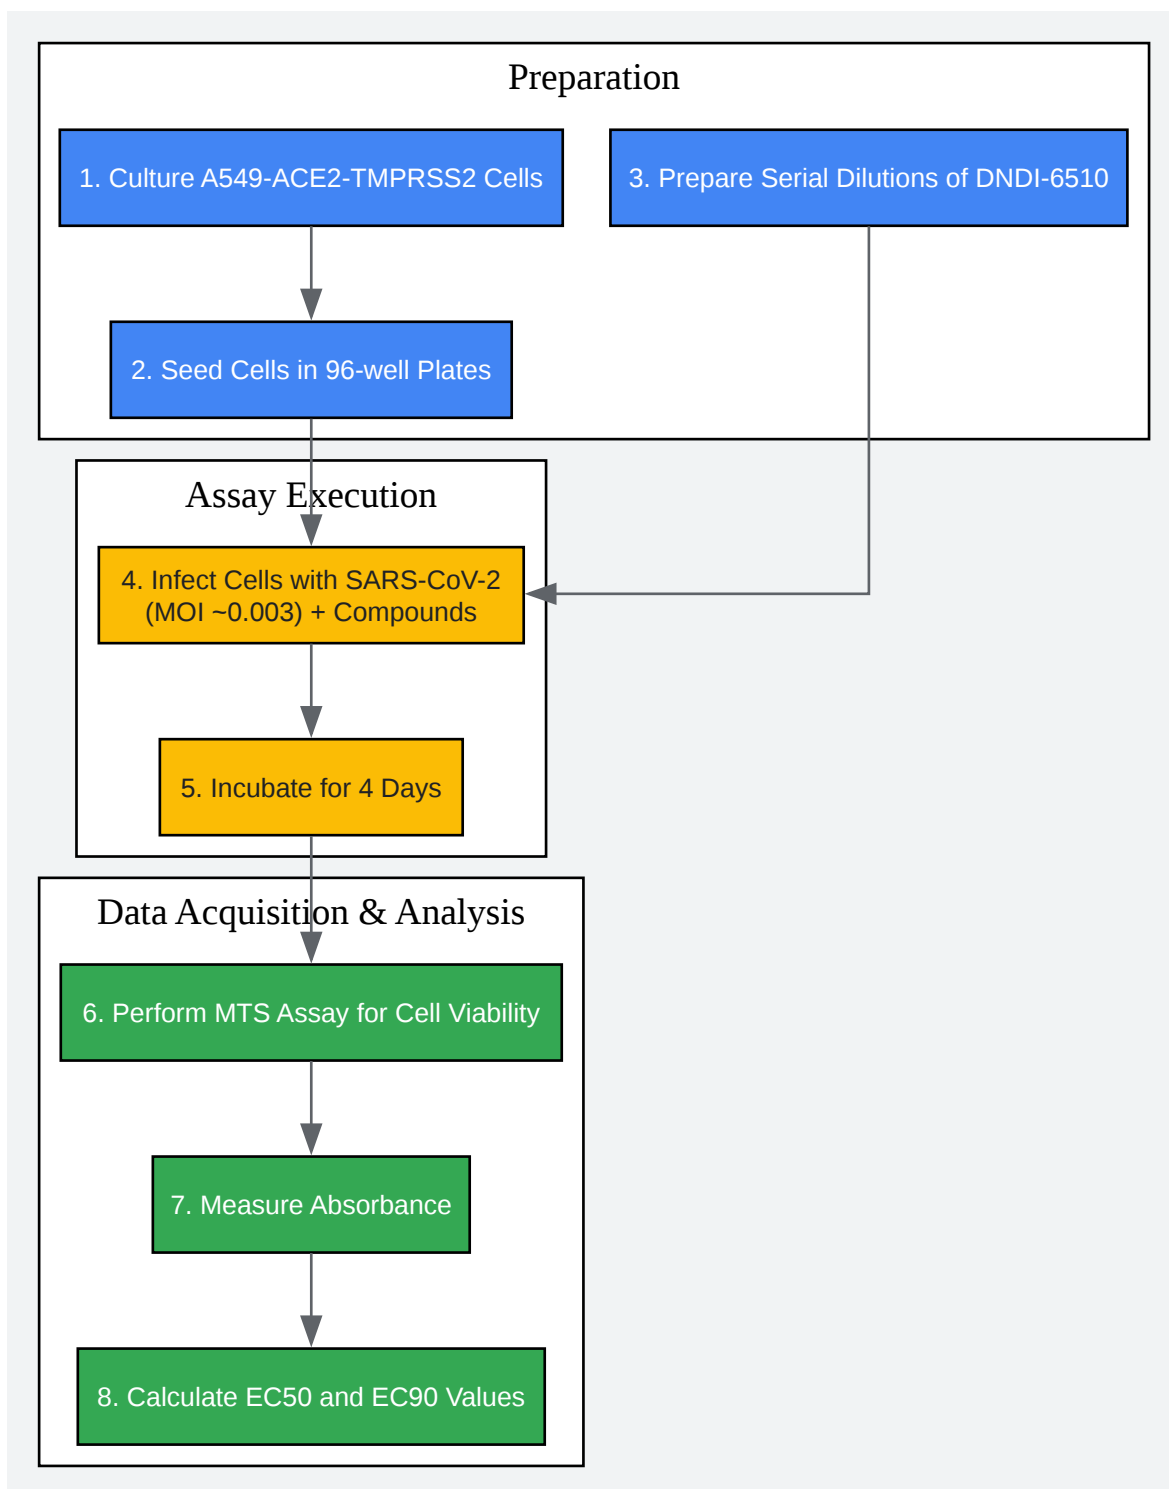 Preparation
1. Culture A549-ACE2-TMPRSS2 Cells
3. Prepare Serial Dilutions of DNDI-6510
2. Seed Cells in 96-well Plates
Assay Execution
4. Infect Cells with SARS-CoV-2
(MOI ~0.003) + Compounds
5. Incubate for 4 Days
Data Acquisition & Analysis
6. Perform MTS Assay for Cell Viability
7. Measure Absorbance
8. Calculate EC50 and EC90 Values